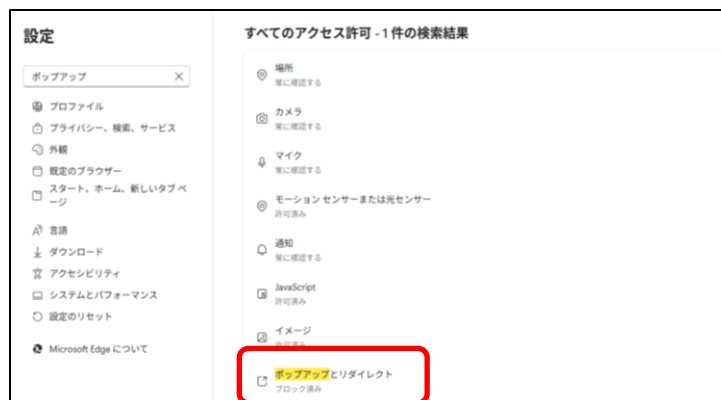 設定
ポップアップ
プロファイル
プライバシー、検索、サービス
外観
既定のブラウザー
スタート、ホーム、新しいタブ ペ
ージ
言語
ダウンロード
アクセシビリティ
システムとパフォーマンス
設定のリセット
Microsoft Edge について
すべてのアクセス許可 - 1 件の検索結果
場所
常に確認する
カメラ
常に確認する
マイク
常に確認する
モーション センサーまたは光センサー
許可済み
通知
常に確認する
JavaScript
許可済み
イメージ
許可済み
ポップアップとリダイレクト
ブロック済み